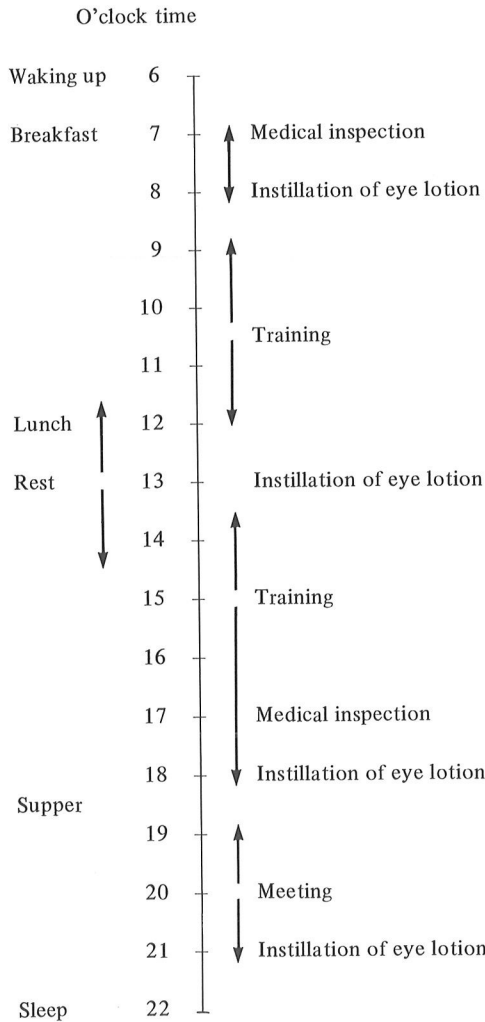 O'clock time
Waking up 6
Breakfast 7 Medical inspection
8 Instillation of eye lotion
9
10
Training
11
Lunch 12
Rest 13 Instillation of eye lotion
14
15 Training
16
17 Medical inspection
18 Instillation of eye lotion
Supper
19
20 Meeting
21 Instillation of eye lotion
Sleep 22